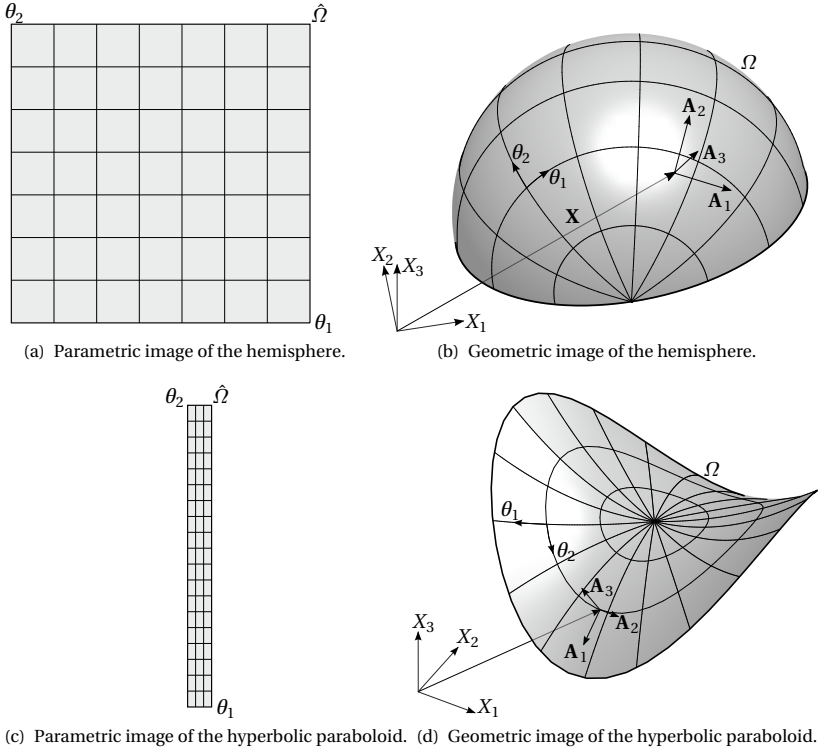 θ₂ Ω̂
θ₁
(a) Parametric image of the hemisphere.
Ω
A₂
A₃
A₁
θ₂
θ₁
X
X₂ X₃
X₁
(b) Geometric image of the hemisphere.
θ₂ Ω̂
θ₁
(c) Parametric image of the hyperbolic paraboloid.
Ω
θ₁
θ₂
A₃
A₂
A₁
X₃
X₂
X₁
(d) Geometric image of the hyperbolic paraboloid.